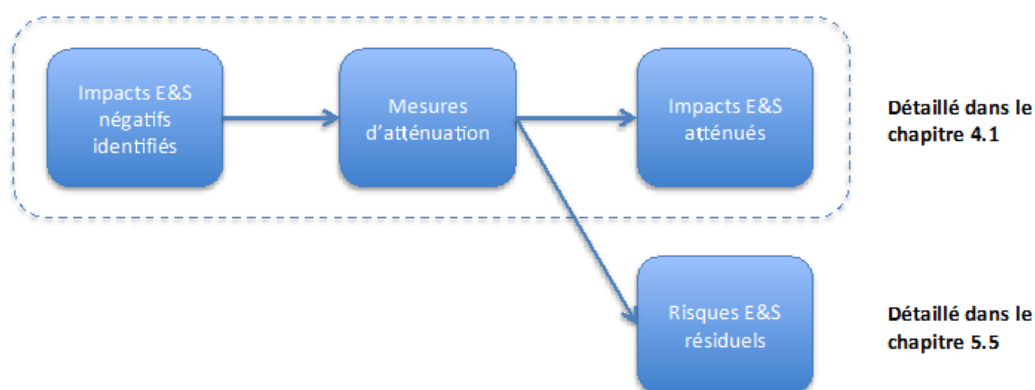 Impacts E&S
négatifs
identifiés
Mesures
d'atténuation
Impacts E&S
atténués
Détaillé dans le
chapitre 4.1
Risques E&S
résiduels
Détaillé dans le
chapitre 5.5